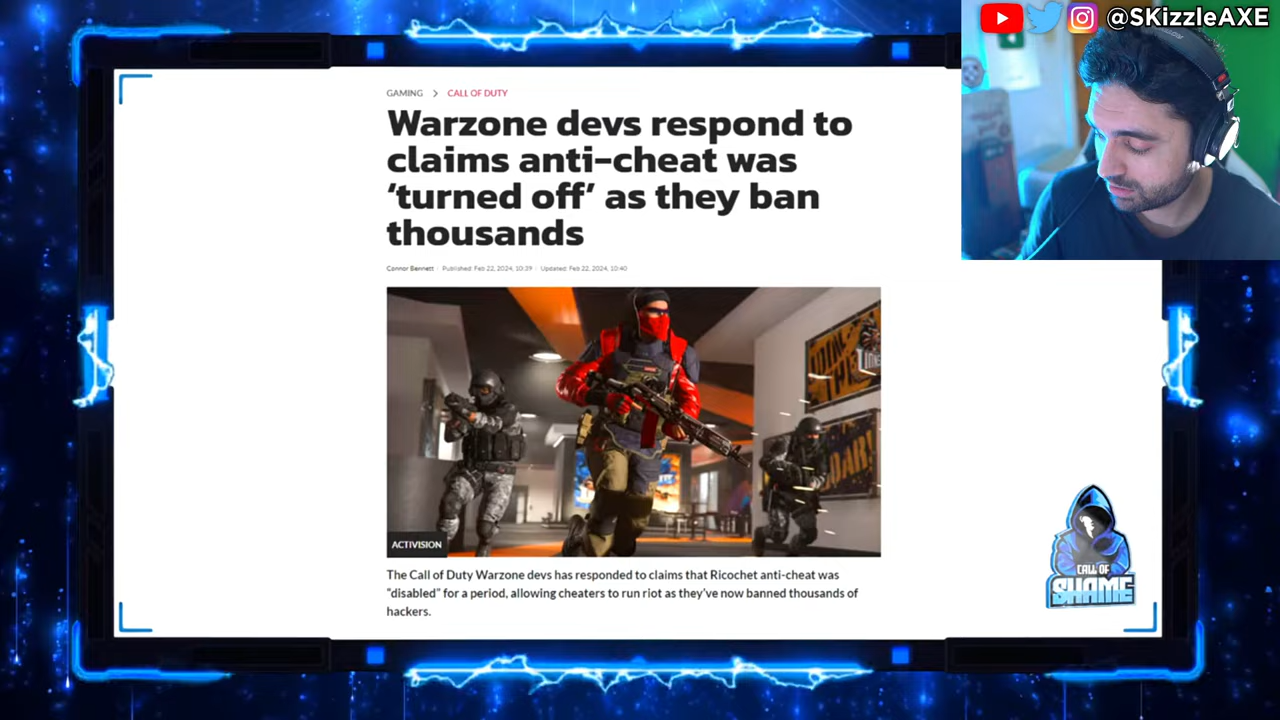 @SKizzleAXE
GAMING > CALL OF DUTY
Warzone devs respond to
claims anti-cheat was
‘turned off’ as they ban
thousands
Connor Bennett · Published: Feb 22, 2024, 10:39 | Updated: Feb 22, 2024, 10:40
ACTIVISION
The Call of Duty Warzone devs has responded to claims that Ricochet anti-cheat was
"disabled" for a period, allowing cheaters to run riot as they've now banned thousands of
hackers.
CALL OF
SHAME